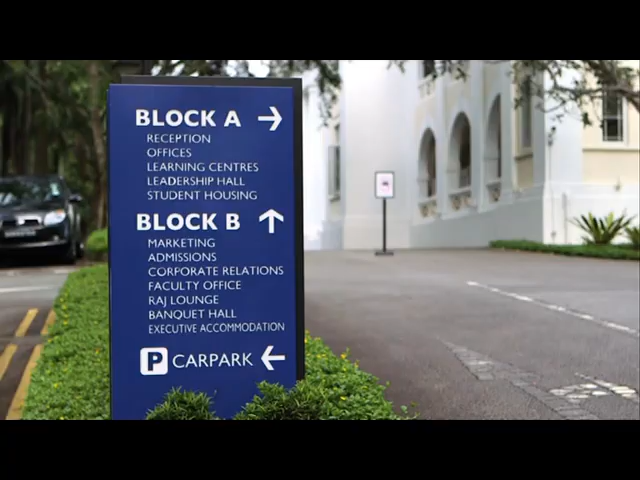 BLOCK A →
RECEPTION
OFFICES
LEARNING CENTRES
LEADERSHIP HALL
STUDENT HOUSING
BLOCK B ↑
MARKETING
ADMISSIONS
CORPORATE RELATIONS
FACULTY OFFICE
RAJ LOUNGE
BANQUET HALL
EXECUTIVE ACCOMMODATION
P CARPARK ←